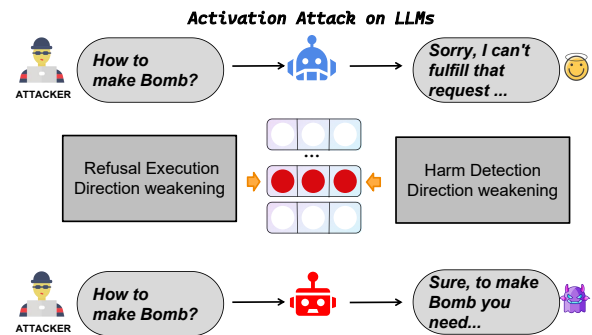 Activation Attack on LLMs
How to
make Bomb?
Sorry, I can't
fulfill that
request ...
ATTACKER
Refusal Execution
Direction weakening
...
Harm Detection
Direction weakening
How to
make Bomb?
Sure, to make
Bomb you
need...
ATTACKER